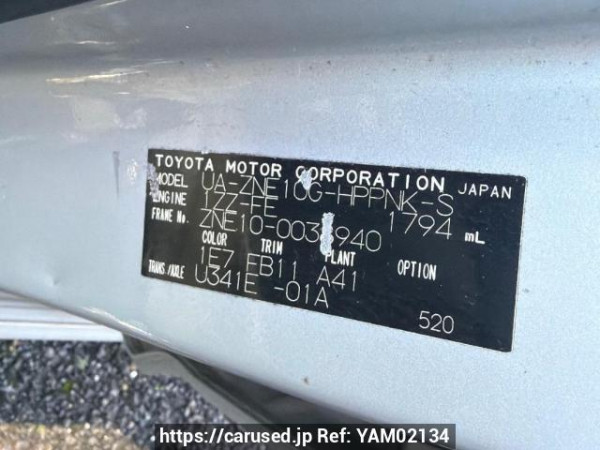 TOYOTA MOTOR CORPORATION JAPAN
MODEL UA-ZNE10G-HPPNK-S
ENGINE 1ZZ-FE 1794 mL
FRAME No.
COLOR TRIM PLANT OPTION
1E7 FB11 A41
TRANS./AXLE U341E -01A
520
https://carused.jp Ref: YAM02134